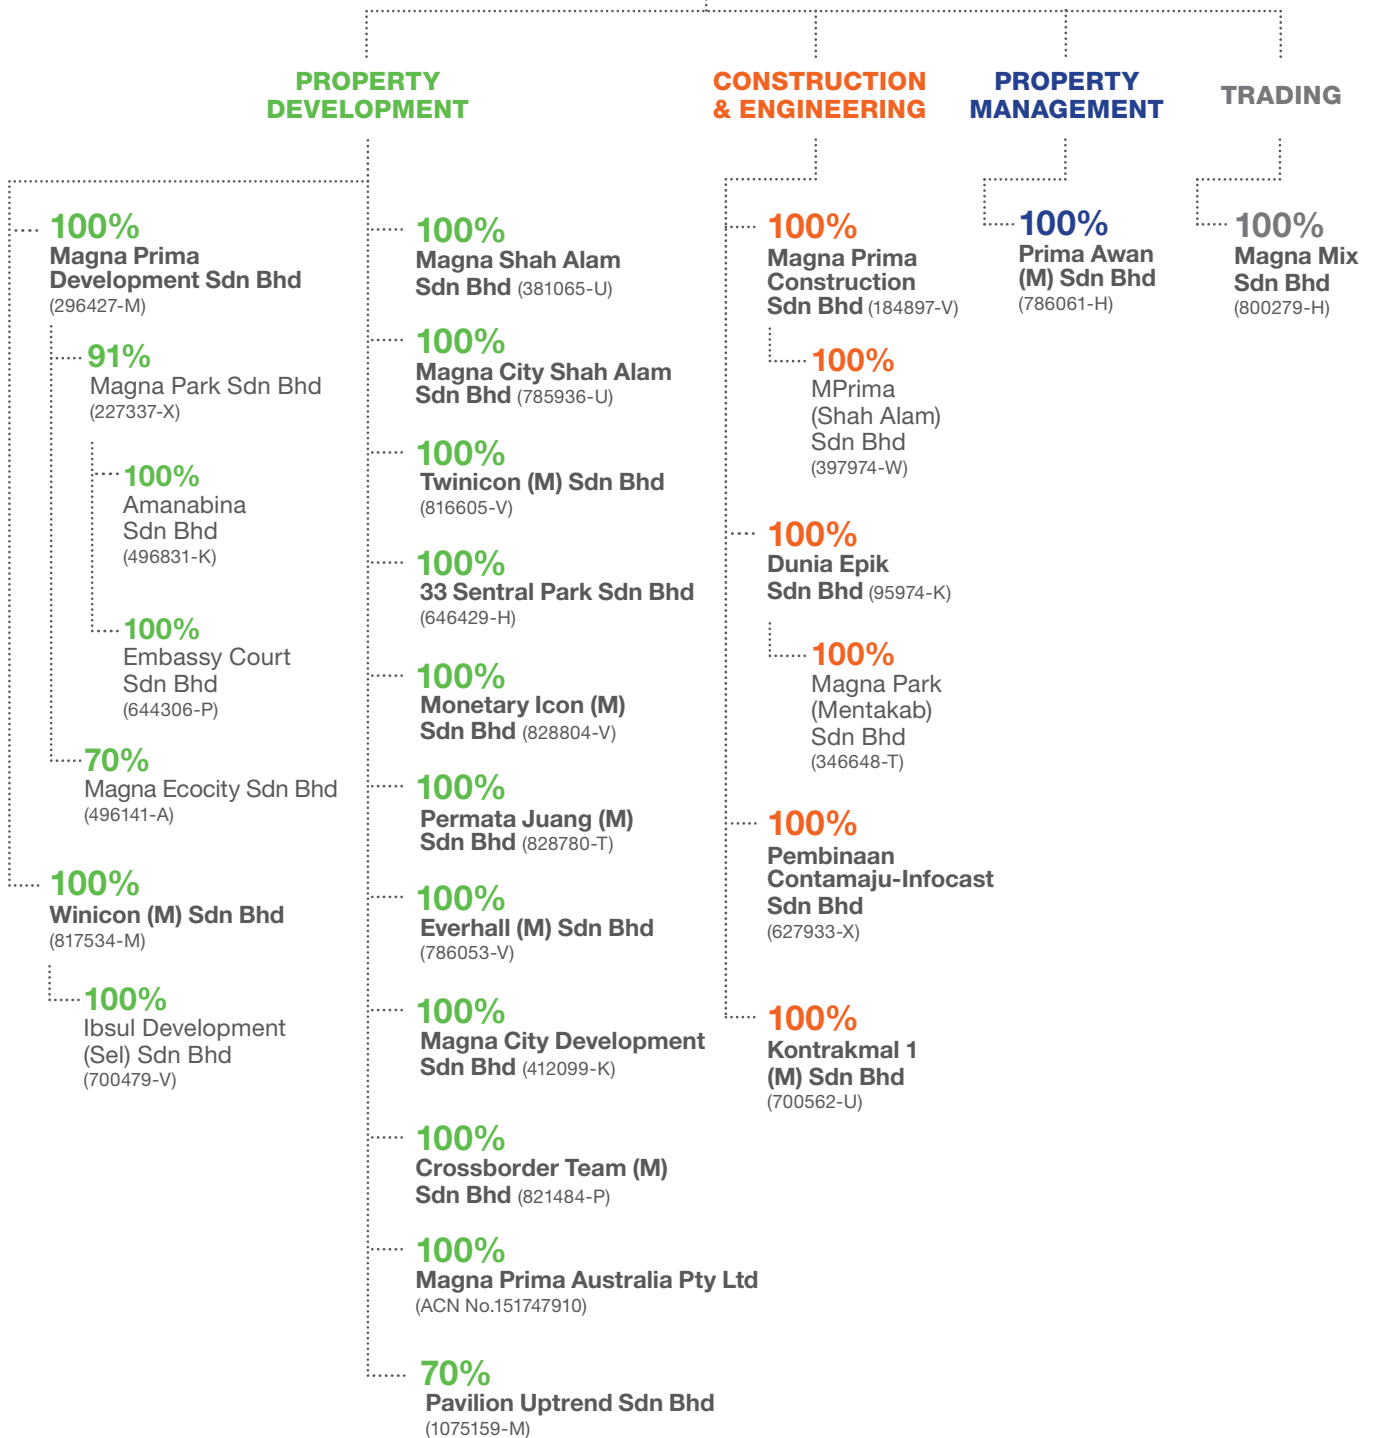 PROPERTY
DEVELOPMENT
CONSTRUCTION
& ENGINEERING
PROPERTY
MANAGEMENT
TRADING
100%
Magna Prima
Development Sdn Bhd
(296427-M)
91%
Magna Park Sdn Bhd
(227337-X)
100%
Amanabina
Sdn Bhd
(496831-K)
100%
Embassy Court
Sdn Bhd
(644306-P)
70%
Magna Ecocity Sdn Bhd
(496141-A)
100%
Winicon (M) Sdn Bhd
(817534-M)
100%
Ibsul Development
(Sel) Sdn Bhd
(700479-V)
100%
Magna Shah Alam
Sdn Bhd (381065-U)
100%
Magna City Shah Alam
Sdn Bhd (785936-U)
100%
Twinicon (M) Sdn Bhd
(816605-V)
100%
33 Sentral Park Sdn Bhd
(646429-H)
100%
Monetary Icon (M)
Sdn Bhd (828804-V)
100%
Permata Juang (M)
Sdn Bhd (828780-T)
100%
Everhall (M) Sdn Bhd
(786053-V)
100%
Magna City Development
Sdn Bhd (412099-K)
100%
Crossborder Team (M)
Sdn Bhd (821484-P)
100%
Magna Prima Australia Pty Ltd
(ACN No.151747910)
70%
Pavilion Uptrend Sdn Bhd
(1075159-M)
100%
Magna Prima
Construction
Sdn Bhd (184897-V)
100%
MPrima
(Shah Alam)
Sdn Bhd
(397974-W)
100%
Dunia Epik
Sdn Bhd (95974-K)
100%
Magna Park
(Mentakab)
Sdn Bhd
(346648-T)
100%
Pembinaan
Contamaju-Infocast
Sdn Bhd
(627933-X)
100%
Kontrakmal 1
(M) Sdn Bhd
(700562-U)
100%
Prima Awan
(M) Sdn Bhd
(786061-H)
100%
Magna Mix
Sdn Bhd
(800279-H)